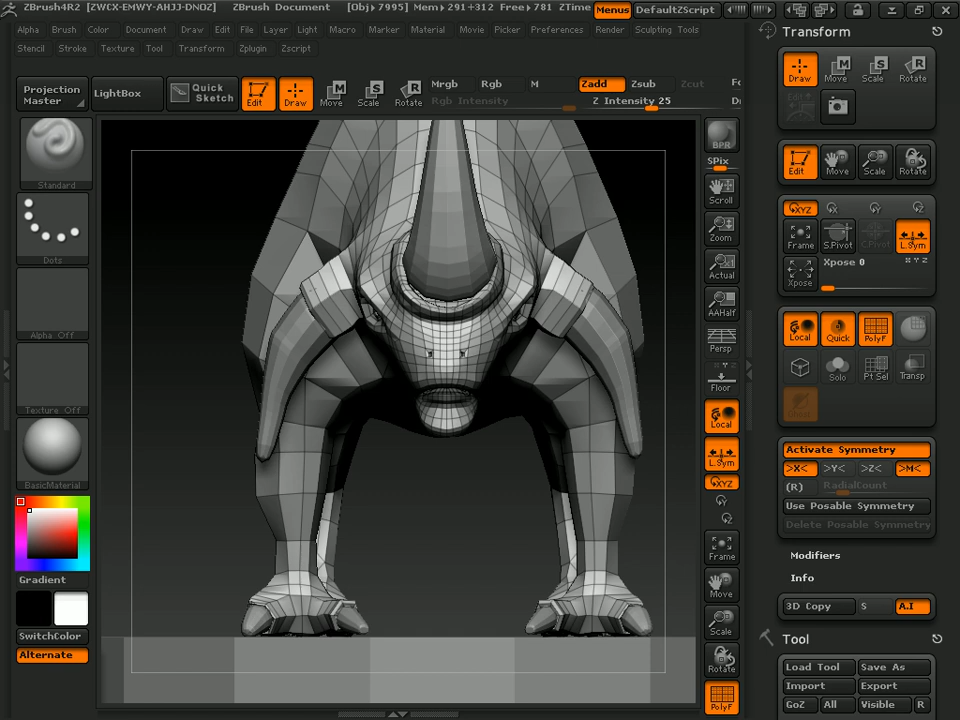 ZBrush4R2 [ZWCX-EMWY-AHJJ-DNOZ] ZBrush Document [Obj▸7995] Mem▸291+312 Free▸781 ZTime Menus DefaultZScript
Alpha Brush Color Document Draw Edit File Layer Light Macro Marker Material Movie Picker Preferences Render Sculpting Tools
Stencil Stroke Texture Tool Transform Zplugin Zscript
Projection Master
LightBox
Quick Sketch
Edit
Draw
Move
Scale
Rotate
Mrgb Rgb M
Rgb Intensity
Zadd Zsub Zcut
Z Intensity 25
Standard
Dots
Alpha Off
Texture Off
BasicMaterial
Gradient
SwitchColor
Alternate
BPR
SPix
Scroll
Zoom
Actual
AAHalf
Persp
Floor
Local
L.Sym
XYZ
Y
Z
Frame
Move
Scale
Rotate
PolyF
Transform
Draw Move Scale Rotate
Edit Move Scale Rotate
XYZ X Y Z
Frame S.Pivot C.Pivot L.Sym
Xpose
Xpose 0
X Y Z
Local Quick PolyF
Solo Pt Sel Transp
Ghost
Activate Symmetry
>X< >Y< >Z< >M<
(R) RadialCount
Use Posable Symmetry
Delete Posable Symmetry
Modifiers
Info
3D Copy S A.I
Tool
Load Tool Save As
Import Export
GoZ All Visible R